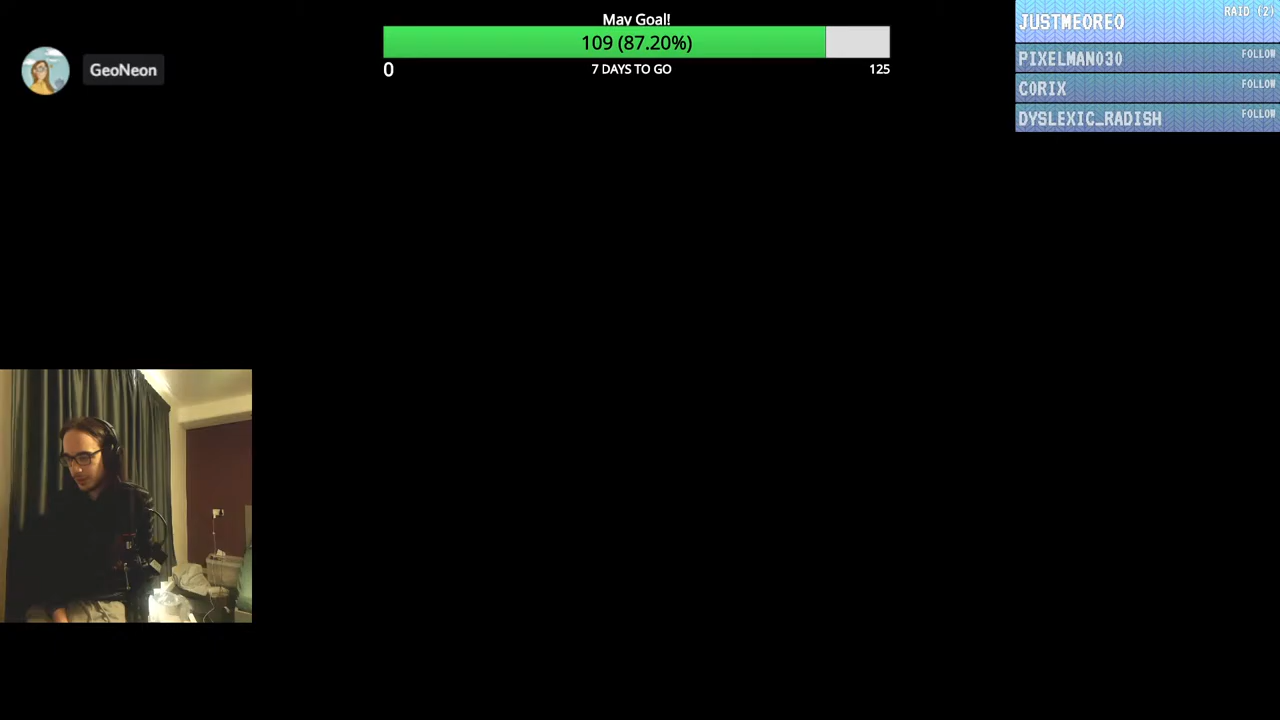 GeoNeon
May Goal!
109 (87.20%)
0
7 DAYS TO GO
125
JUSTMEOREO
RAID (2)
PIXELMAN030
FOLLOW
C0RIX
FOLLOW
DYSLEXIC_RADISH
FOLLOW